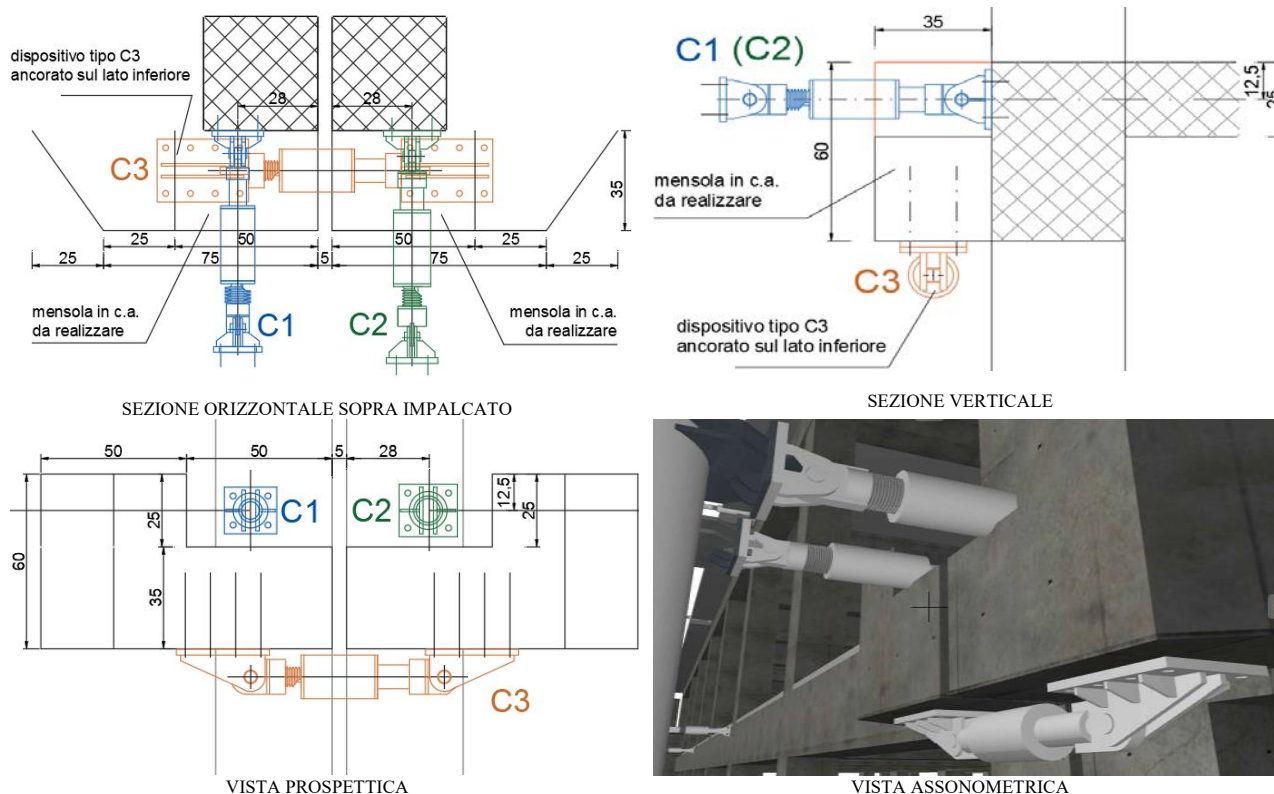 dispositivo tipo C3
ancorato sul lato inferiore
28
28
C3
35
25
50
50
25
25
75
5
75
25
mensola in c.a.
da realizzare
mensola in c.a.
da realizzare
C1
C2
SEZIONE ORIZZONTALE SOPRA IMPALCATO
35
C1 (C2)
12,5
25
60
mensola in c.a.
da realizzare
C3
dispositivo tipo C3
ancorato sul lato inferiore
SEZIONE VERTICALE
50
50
5
28
C1
C2
12,5
25
25
60
35
C3
VISTA PROSPETTICA
VISTA ASSONOMETRICA